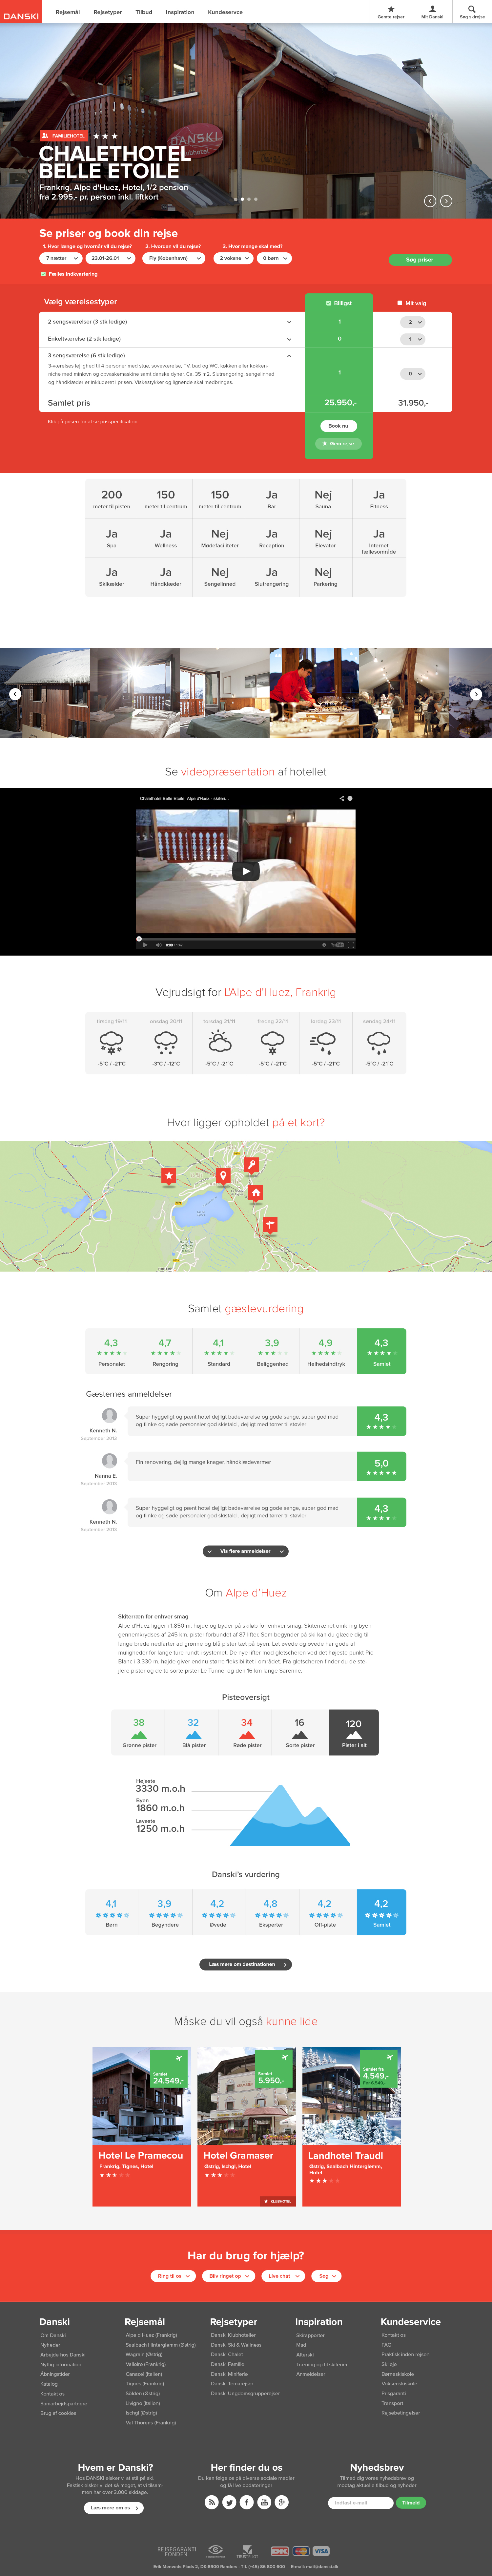 DANSKI
Rejsemål
Rejsetyper
Tilbud
Inspiration
Kundeservce
Gemte rejser
Mit Danski
Søg skirejse
FAMILIEHOTEL
CHALETHOTEL
BELLE ETOILE
Frankrig, Alpe d'Huez, Hotel, 1/2 pension
fra 2.995,- pr. person inkl. liftkort
Se priser og book din rejse
1. Hvor længe og hvornår vil du rejse?
2. Hvordan vil du rejse?
3. Hvor mange skal med?
7 nætter
23.01-26.01
Fly (København)
2 voksne
0 børn
Søg priser
Fælles indkvartering
Vælg værelsestyper
Billigst
Mit valg
2 sengsværelser (3 stk ledige)
1
2
Enkeltværelse (2 stk ledige)
0
1
3 sengsværelse (6 stk ledige)
3-værelses lejlighed til 4 personer med stue, soveværelse, TV, bad og WC, køkken eller køkken-
niche med minikøn og opvaskemaskine samt danske dyner. Ca. 35 m2. Slutrengøring, sengelinned
og håndklæder er inkluderet i prisen. Viskestykker og lignende skal medbringes.
1
0
Samlet pris
25.950,-
31.950,-
Klik på prisen for at se prisspecifikation
Book nu
Gem rejse
200
meter til pisten
150
meter til centrum
150
meter til centrum
Ja
Bar
Nej
Sauna
Ja
Fitness
Ja
Spa
Ja
Wellness
Nej
Mødefaciliteter
Ja
Reception
Nej
Elevator
Ja
Internet
fællesområde
Ja
Skikælder
Ja
Håndklæder
Nej
Sengelinned
Ja
Slutrengøring
Nej
Parkering
Se videopræsentation af hotellet
Chalethotel Belle Etoile, Alpe d'Huez - skifer...
0:00 / 1:47
Vejrudsigt for L'Alpe d'Huez, Frankrig
tirsdag 19/11
onsdag 20/11
torsdag 21/11
fredag 22/11
lørdag 23/11
søndag 24/11
-5°C / -21°C
-3°C / -12°C
-5°C / -21°C
-5°C / -21°C
-5°C / -21°C
-5°C / -21°C
Hvor ligger opholdet på et kort?
Samlet gæstevurdering
4,3
Personalet
4,7
Rengøring
4,1
Standard
3,9
Beliggenhed
4,9
Helhedsindtryk
4,3
Samlet
Gæsternes anmeldelser
Kenneth N.
September 2013
Super hyggeligt og pænt hotel dejligt badeværelse og gode senge, super god mad
og flinke og søde personaler god skistald , dejligt med tørrer til støvler
4,3
Nanna E.
September 2013
Fin renovering, dejlig mange knager, håndklædevarmer
5,0
Kenneth N.
September 2013
Super hyggeligt og pænt hotel dejligt badeværelse og gode senge, super god mad
og flinke og søde personaler god skistald , dejligt med tørrer til støvler
4,3
Vis flere anmeldelser
Om Alpe d'Huez
Skiterræn for enhver smag
Alpe d'Huez ligger i 1.850 m. højde og byder på skiløb for enhver smag. Skiterrænet omkring byen
gennemkrydses af 245 km. pister forbundet af 87 lifter. Som begynder på ski kan du glæde dig til
lange brede nedfarter ad grønne og blå pister tæt på byen. Let øvede og øvede har gode
muligheder for lange ture rundt i systemet. De nye lifter mod gletscheren ved det højeste punkt Pic
Blanc i 3.330 m. højde giver endnu større fleksibilitet i området. Fra gletscheren finder du de ste-
jlere pister og de to sorte pister Le Tunnel og den 16 km lange Sarenne.
Pisteoversigt
38
Grønne pister
32
Blå pister
34
Røde pister
16
Sorte pister
120
Pister i alt
Højeste
3330 m.o.h
Byen
1860 m.o.h
Laveste
1250 m.o.h
Danski's vurdering
4,1
Børn
3,9
Begyndere
4,2
Øvede
4,8
Eksperter
4,2
Off-piste
4,2
Samlet
Læs mere om destinationen
Måske du vil også kunne lide
Samlet
24.549,-
Hotel Le Pramecou
Frankrig, Tignes, Hotel
Samlet
5.950,-
Hotel Gramaser
Østrig, Ischgl, Hotel
KLUBHOTEL
Samlet fra
4.549,-
Landhotel Traudl
Østrig, Saalbach Hinterglemm,
Hotel
Har du brug for hjælp?
Ring til os
Bliv ringet op
Live chat
Søg
Danski
Om Danski
Nyheder
Arbejde hos Danski
Nyttig information
Åbningstider
Katalog
Kontakt os
Samarbejdspartnere
Brug af cookies
Rejsemål
Alpe d Huez (Frankrig)
Saalbach Hinterglemm (Østrig)
Wagrain (Østrig)
Valloire (Frankrig)
Canazei (Italien)
Tignes (Frankrig)
Sölden (Østrig)
Livigno (Italien)
Ischgl (Østrig)
Val Thorens (Frankrig)
Rejsetyper
Danski Klubhoteller
Danski Ski & Wellness
Danski Chalet
Danski Familie
Danski Miniferie
Danski Temarejser
Danski Ungdomsgrupperejser
Inspiration
Skirapporter
Mad
Afterski
Træning op til skiferien
Anmeldelser
Kundeservice
Kontakt os
FAQ
Praktisk inden rejsen
Skileje
Børneskiskole
Voksenskiskole
Prisgaranti
Transport
Rejsebetingelser
Hvem er Danski?
Hos DANSKI elsker vi at stå på ski.
Faktisk elsker vi det så meget, at vi tilsam-
men har over 3.000 skidage.
Læs mere om os
Her finder du os
Du kan følge os på diverse sociale medier
og få live opdateringer
Nyhedsbrev
Tilmeld dig vores nyhedsbrev og
modtag aktuelle tilbud og nyheder
Indtast e-mail
Tilmeld
REJSEGARANTI
FONDEN
VISA
Erik Menveds Plads 2, DK-8900 Randers · Tlf. (+45) 86 800 600 · E-mail: mail@danski.dk